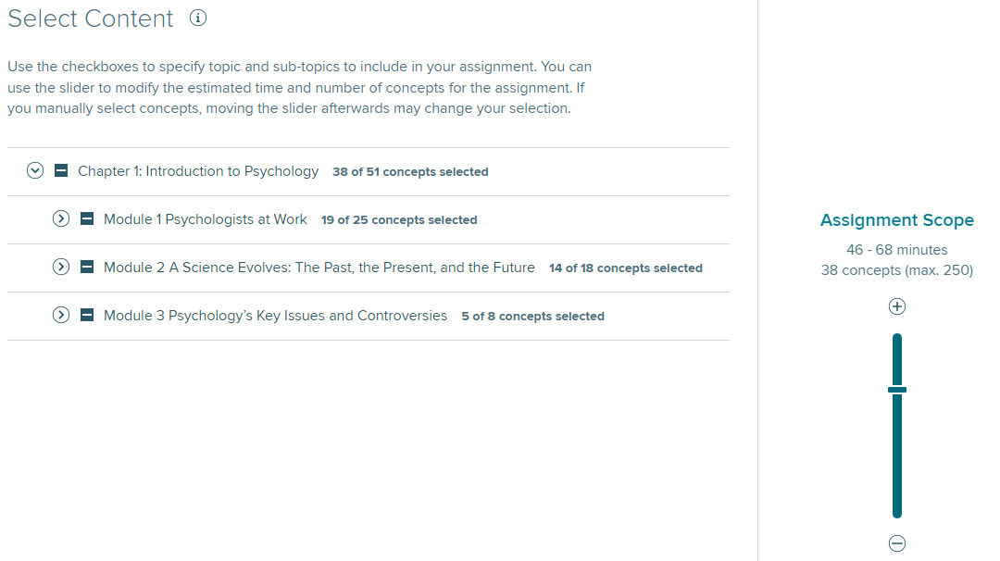 Select Content
Use the checkboxes to specify topic and sub-topics to include in your assignment. You can
use the slider to modify the estimated time and number of concepts for the assignment. If
you manually select concepts, moving the slider afterwards may change your selection.
Chapter 1: Introduction to Psychology 38 of 51 concepts selected
Module 1 Psychologists at Work 19 of 25 concepts selected
Module 2 A Science Evolves: The Past, the Present, and the Future 14 of 18 concepts selected
Module 3 Psychology’s Key Issues and Controversies 5 of 8 concepts selected
Assignment Scope
46 - 68 minutes
38 concepts (max. 250)